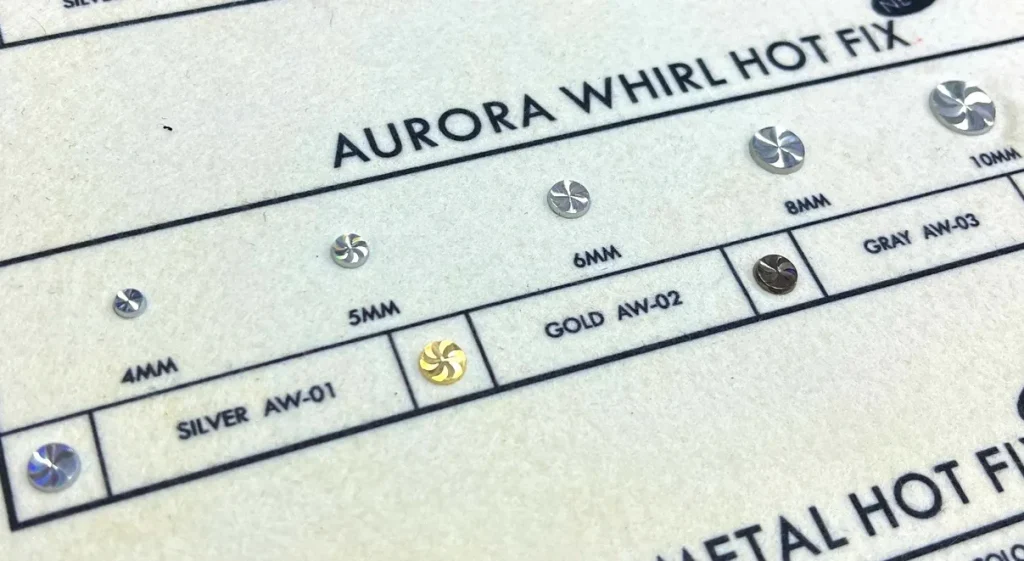 AURORA WHIRL HOT FIX
4MM 5MM 6MM 8MM 10MM
SILVER AW-01 GOLD AW-02 GRAY AW-03
METAL HOT